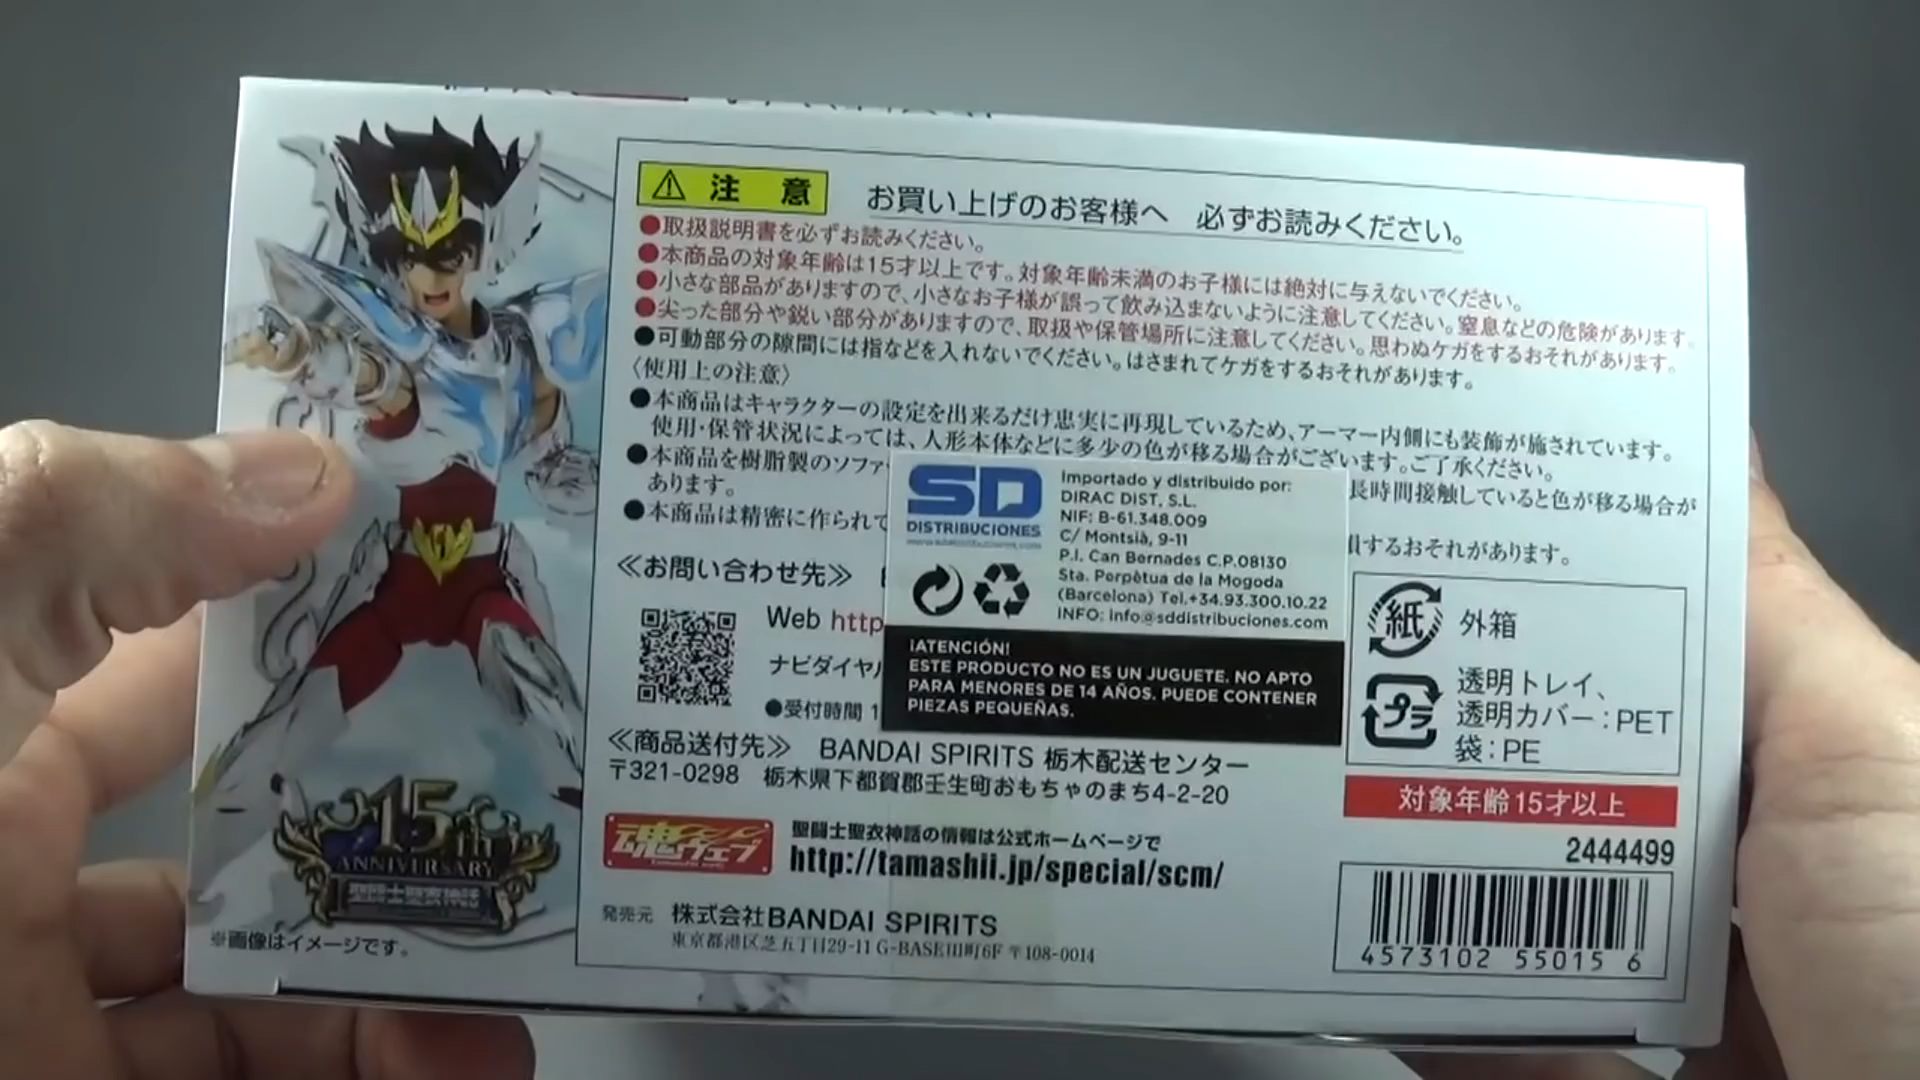 注 意
お買い上げのお客様へ 必ずお読みください。
●取扱説明書を必ずお読みください。
●本商品の対象年齢は15才以上です。対象年齢未満のお子様には絶対に与えないでください。
●小さな部品がありますので、小さなお子様が誤って飲み込まないように注意してください。窒息などの危険があります。
●尖った部分や鋭い部分がありますので、取扱や保管場所に注意してください。思わぬケガをするおそれがあります。
●可動部分の隙間には指などを入れないでください。はさまれてケガをするおそれがあります。
〈使用上の注意〉
●本商品はキャラクターの設定を出来るだけ忠実に再現しているため、アーマー内側にも装飾が施されています。
使用・保管状況によっては、人形本体などに多少の色が移る場合がございます。ご了承ください。
●本商品を樹脂製のソファ 長時間接触していると色が移る場合が
あります。
●本商品は精密に作られて するおそれがあります。
≪お問い合わせ先≫
Web http
ナビダイヤル
●受付時間 1
SD
DISTRIBUCIONES
Importado y distribuido por:
DIRAC DIST, S.L.
NIF: B-61.348.009
C/ Montsià, 9-11
P.I. Can Bernades C.P.08130
Sta. Perpètua de la Mogoda
(Barcelona) Tel.+34.93.300.10.22
INFO: info@sddistribuciones.com
¡ATENCIÓN!
ESTE PRODUCTO NO ES UN JUGUETE. NO APTO
PARA MENORES DE 14 AÑOS. PUEDE CONTENER
PIEZAS PEQUEÑAS.
紙 外箱
プラ 透明トレイ、
透明カバー:PET
袋:PE
≪商品送付先≫ BANDAI SPIRITS 栃木配送センター
〒321-0298 栃木県下都賀郡壬生町おもちゃのまち4-2-20
対象年齢15才以上
2444499
魂ウェブ
聖闘士聖衣神話の情報は公式ホームページで
http://tamashii.jp/special/scm/
発売元 株式会社BANDAI SPIRITS
東京都港区芝五丁目29-11 G-BASE田町6F 〒108-0014
4573102 55015 6
15th
ANNIVERSARY
聖闘士聖衣神話
※画像はイメージです。